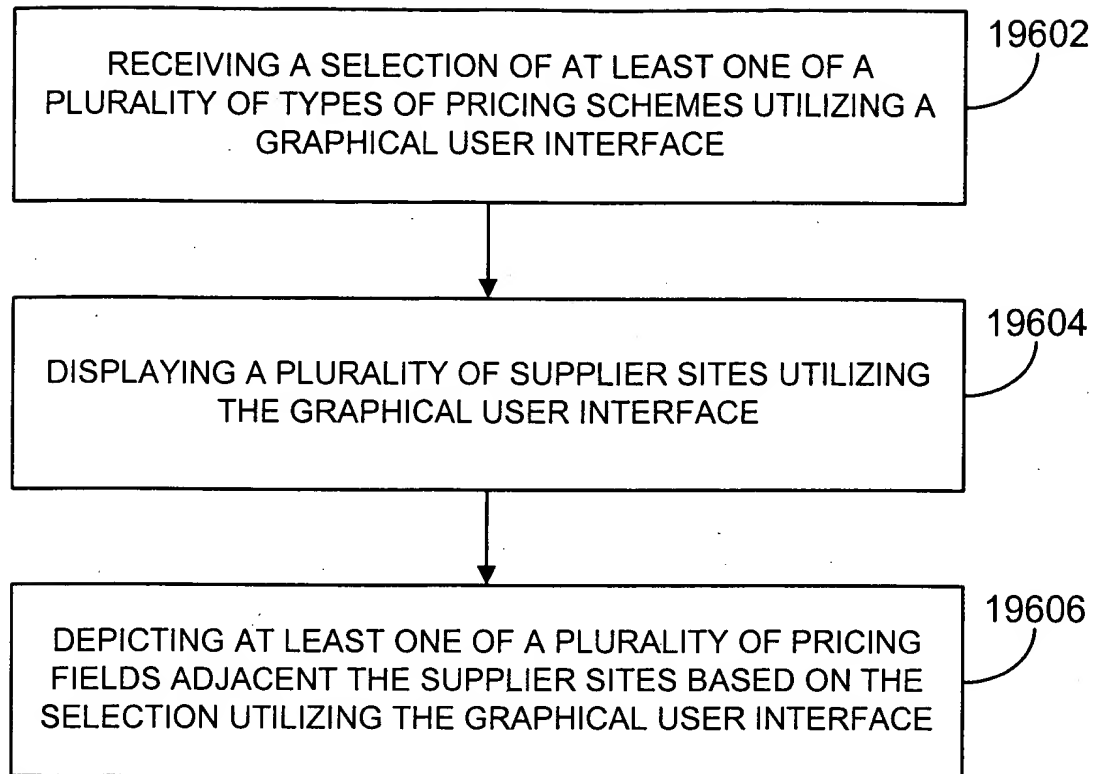 19602
RECEIVING A SELECTION OF AT LEAST ONE OF A
PLURALITY OF TYPES OF PRICING SCHEMES UTILIZING A
GRAPHICAL USER INTERFACE
19604
DISPLAYING A PLURALITY OF SUPPLIER SITES UTILIZING
THE GRAPHICAL USER INTERFACE
19606
DEPICTING AT LEAST ONE OF A PLURALITY OF PRICING
FIELDS ADJACENT THE SUPPLIER SITES BASED ON THE
SELECTION UTILIZING THE GRAPHICAL USER INTERFACE